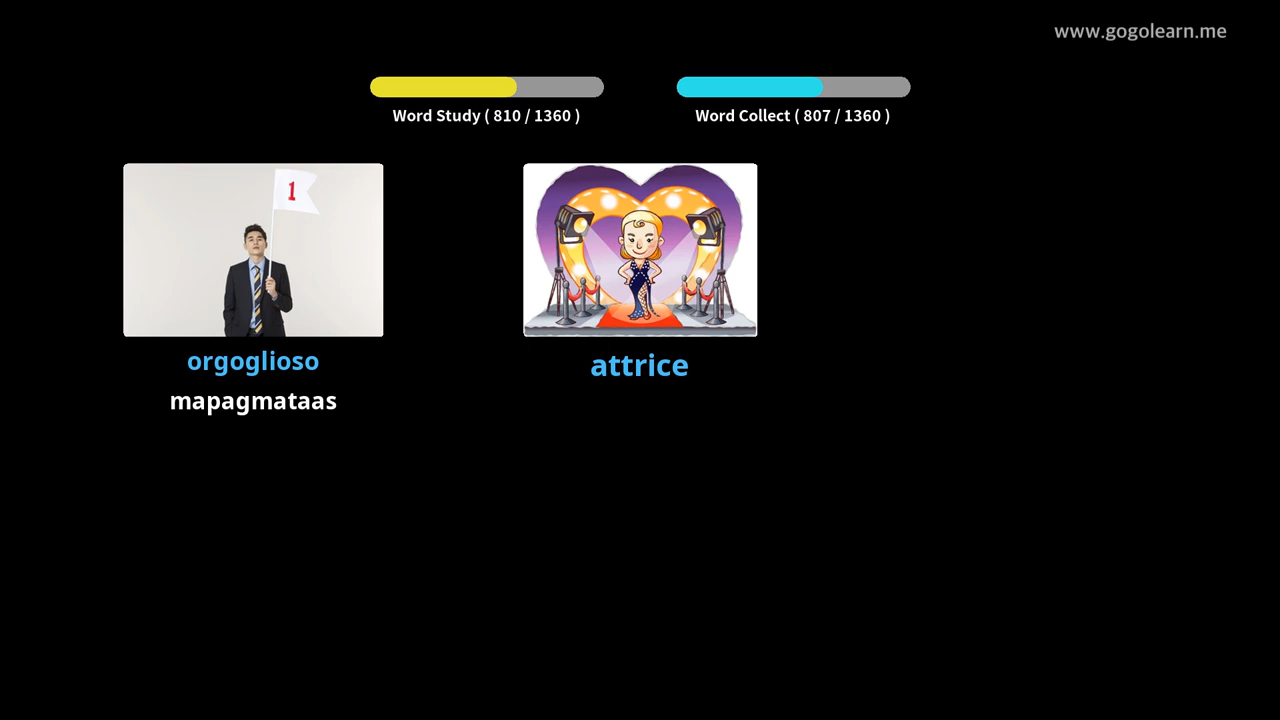 www.gogolearn.me
Word Study ( 810 / 1360 )
Word Collect ( 807 / 1360 )
1
orgoglioso
mapagmataas
attrice